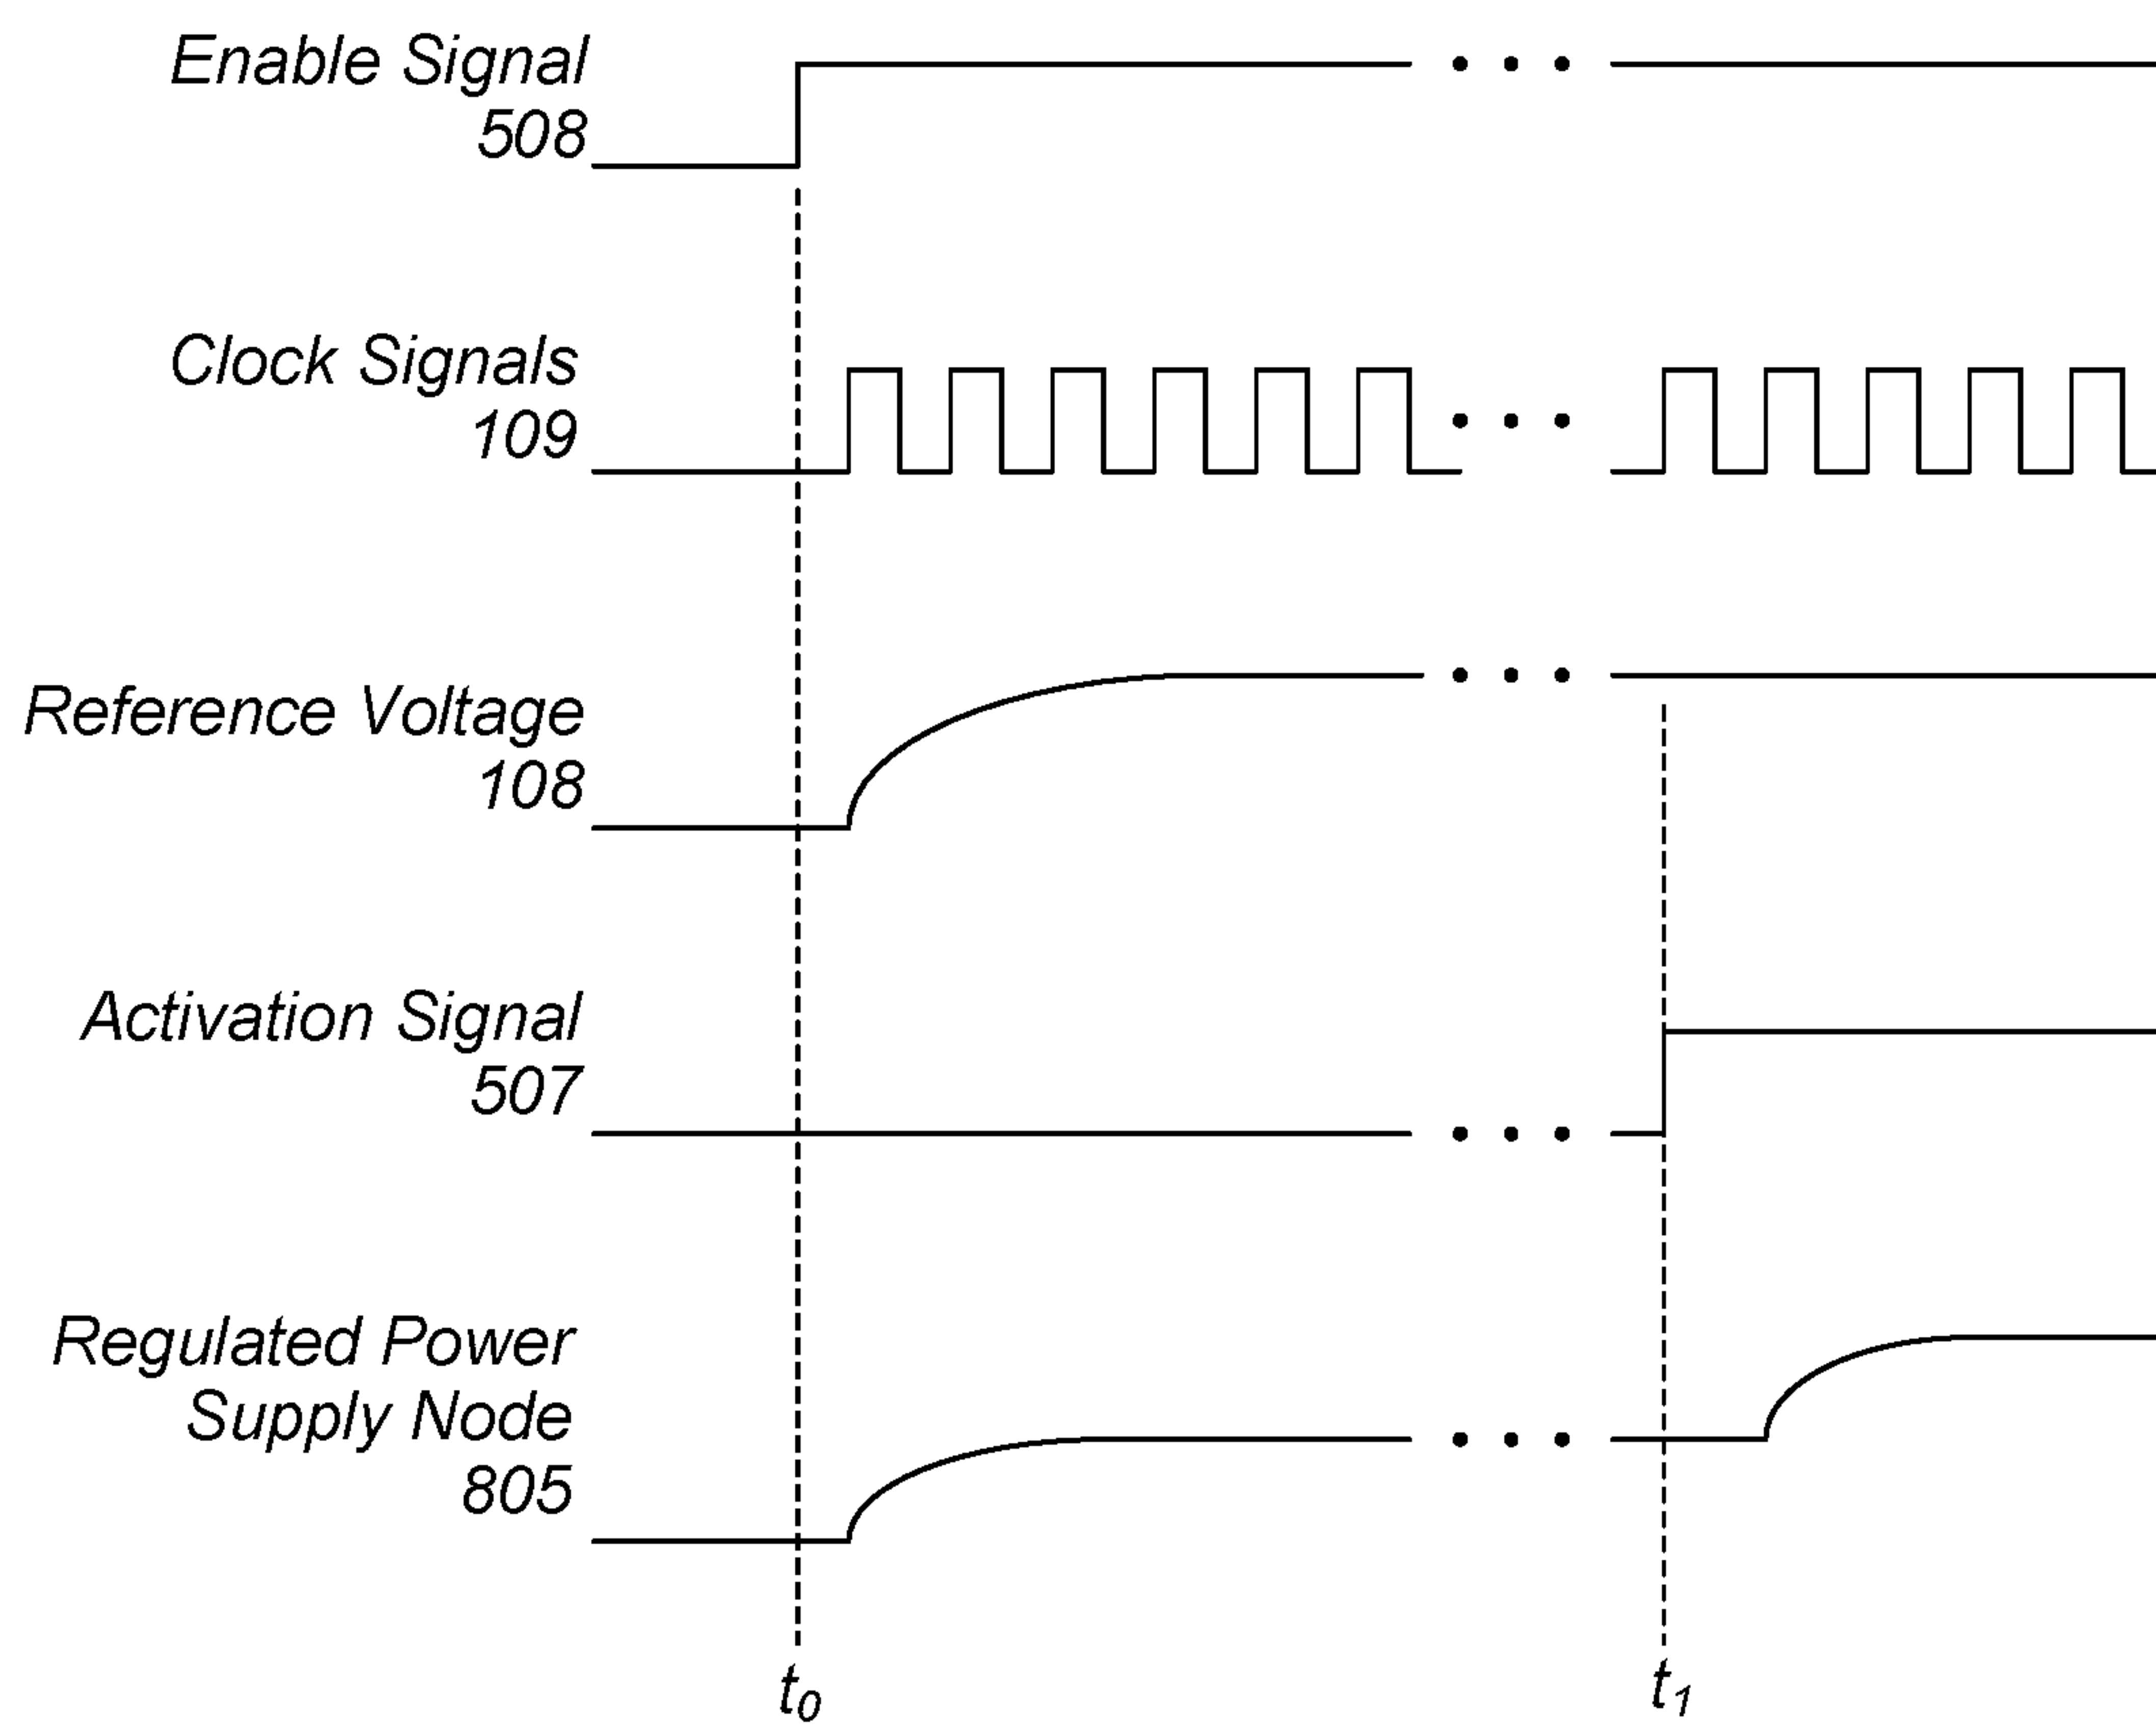 Enable Signal
508
Clock Signals
109
Reference Voltage
108
Activation Signal
507
Regulated Power
Supply Node
805
t0
t1